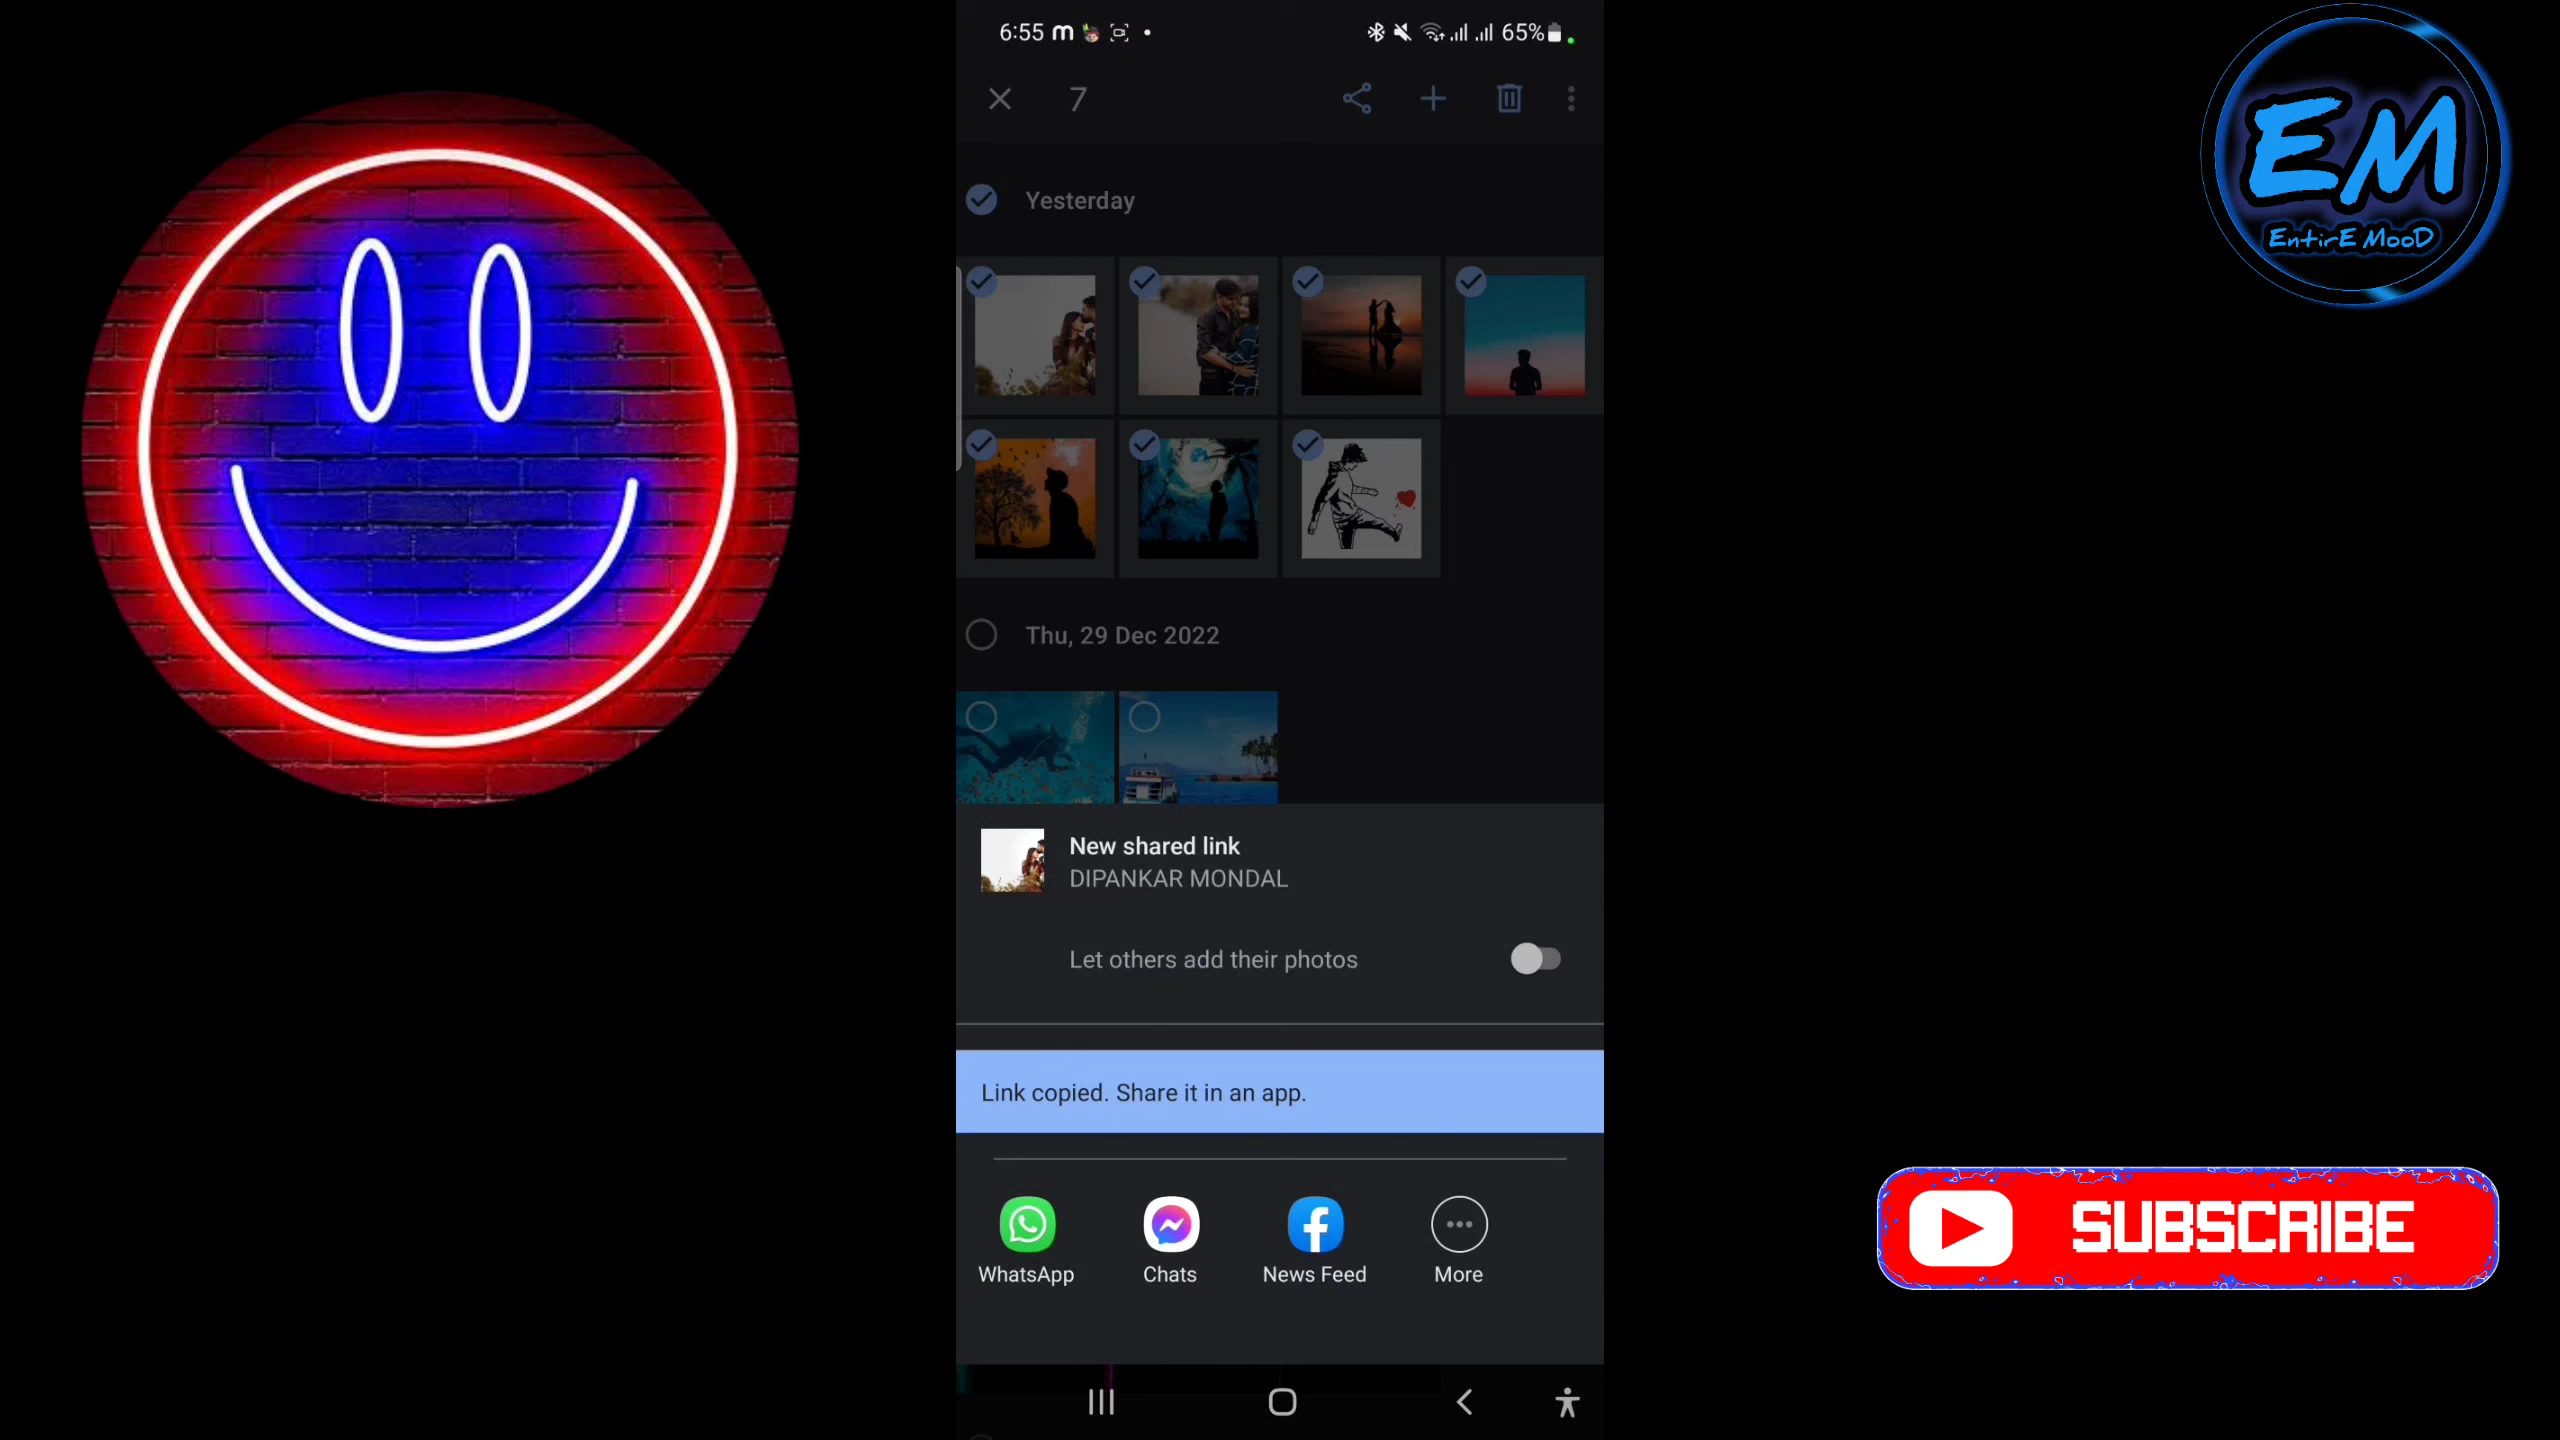 6:55
65%
7
Yesterday
Thu, 29 Dec 2022
New shared link
DIPANKAR MONDAL
Let others add their photos
Link copied. Share it in an app.
WhatsApp
Chats
News Feed
More
EM
EntirE MooD
SUBSCRIBE